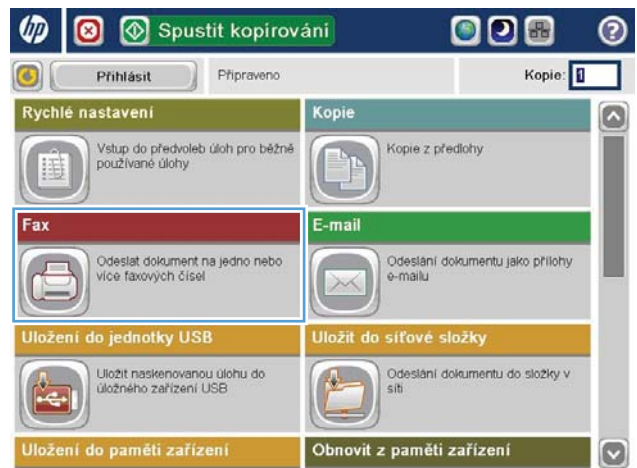 hp Spustit kopírování ?
Přihlásit Připraveno Kopie: 1
Rychlé nastavení
Vstup do předvoleb úloh pro běžně
používané úlohy
Kopie
Kopie z předlohy
Fax
Odeslat dokument na jedno nebo
více faxových čísel
E-mail
Odeslání dokumentu jako přílohy
e-mailu
Uložení do jednotky USB
Uložit naskenovanou úlohu do
úložného zařízení USB
Uložit do síťové složky
Odeslání dokumentu do složky v
síti
Uložení do paměti zařízení
Obnovit z paměti zařízení